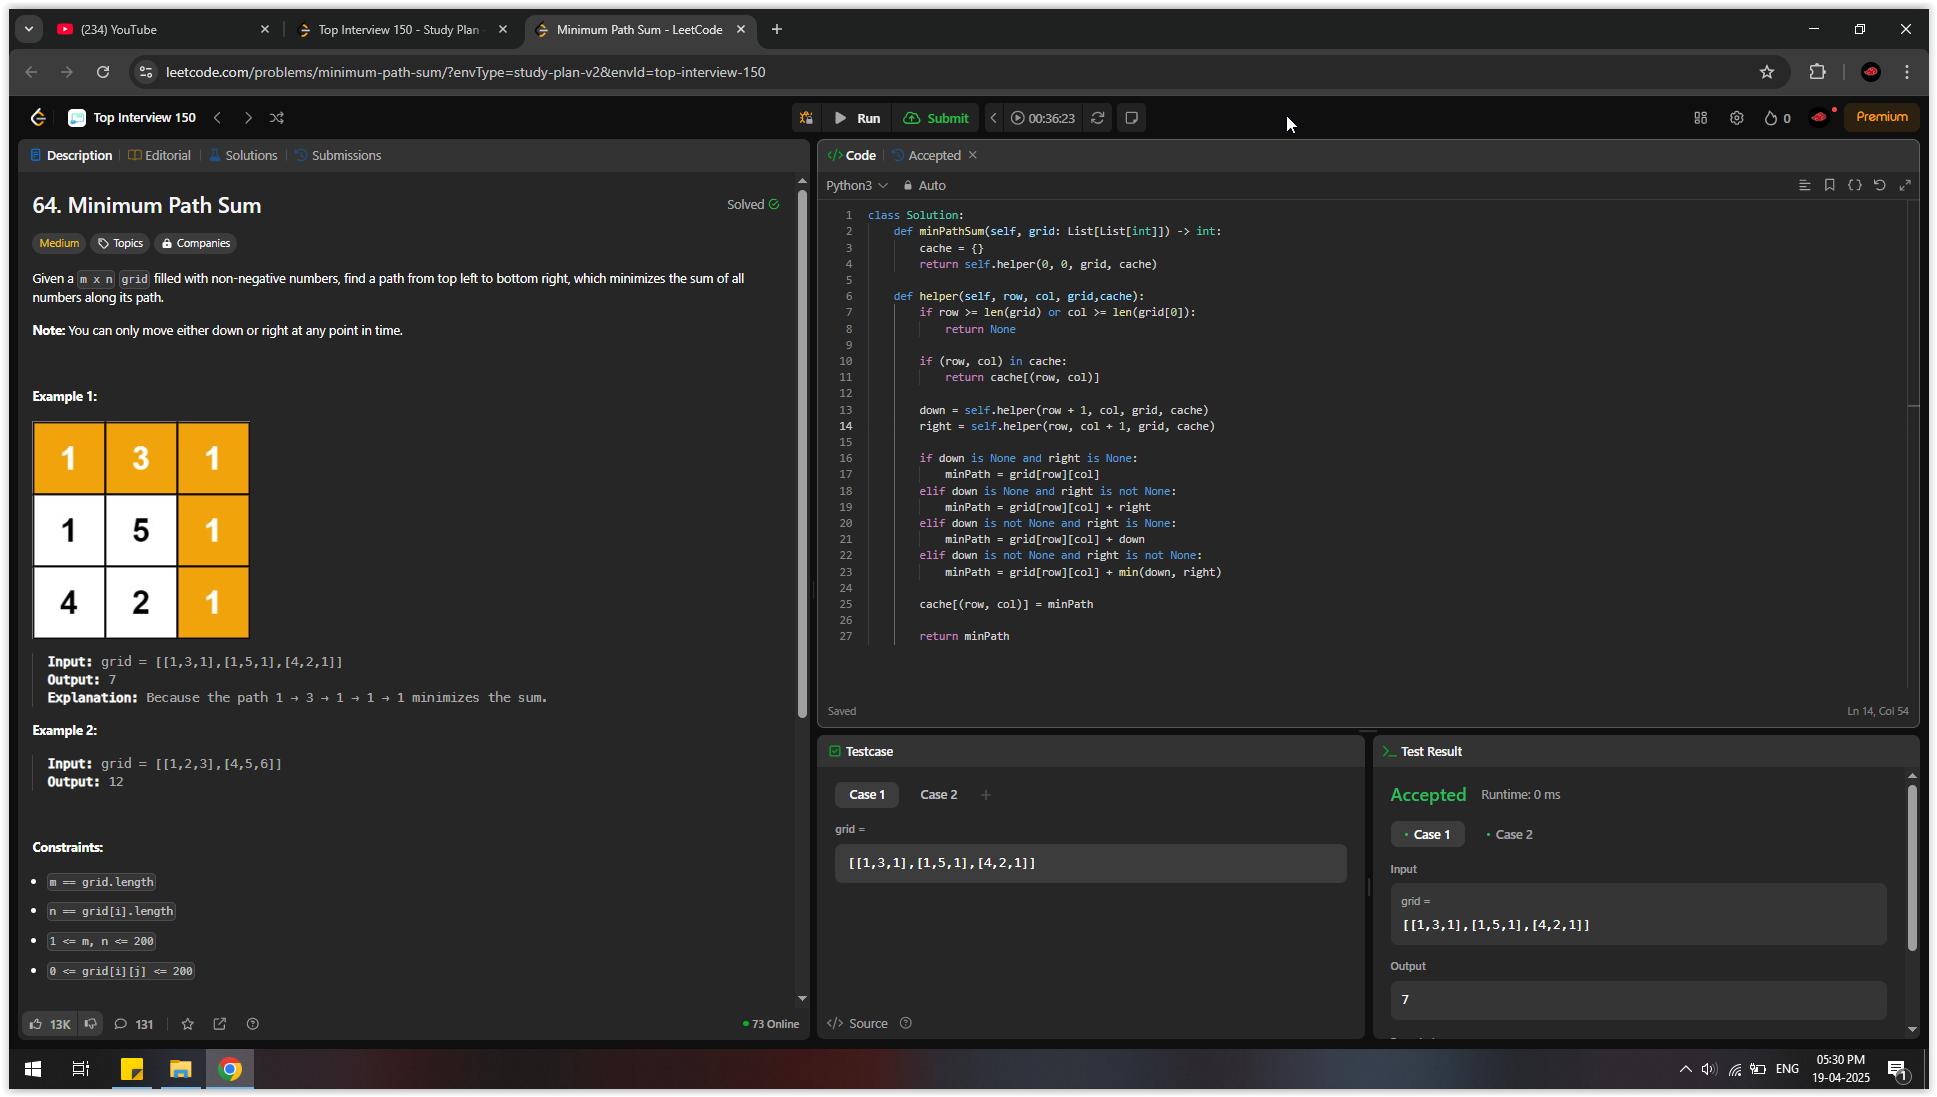 (234) YouTube
Top Interview 150 - Study Plan
Minimum Path Sum - LeetCode
leetcode.com/problems/minimum-path-sum/?envType=study-plan-v2&envId=top-interview-150
Top Interview 150
Run
Submit
00:36:23
0
Premium
Description
Editorial
Solutions
Submissions
64. Minimum Path Sum
Solved
Medium
Topics
Companies
Given a m x n grid filled with non-negative numbers, find a path from top left to bottom right, which minimizes the sum of all
numbers along its path.
Note: You can only move either down or right at any point in time.
Example 1:
1 3 1
1 5 1
4 2 1
Input: grid = [[1,3,1],[1,5,1],[4,2,1]]
Output: 7
Explanation: Because the path 1 → 3 → 1 → 1 → 1 minimizes the sum.
Example 2:
Input: grid = [[1,2,3],[4,5,6]]
Output: 12
Constraints:
• m == grid.length
• n == grid[i].length
• 1 <= m, n <= 200
• 0 <= grid[i][j] <= 200
13K
131
73 Online
</> Code
Accepted
Python3
Auto
1 class Solution:
2     def minPathSum(self, grid: List[List[int]]) -> int:
3         cache = {}
4         return self.helper(0, 0, grid, cache)
5
6     def helper(self, row, col, grid,cache):
7         if row >= len(grid) or col >= len(grid[0]):
8             return None
9
10         if (row, col) in cache:
11             return cache[(row, col)]
12
13         down = self.helper(row + 1, col, grid, cache)
14         right = self.helper(row, col + 1, grid, cache)
15
16         if down is None and right is None:
17             minPath = grid[row][col]
18         elif down is None and right is not None:
19             minPath = grid[row][col] + right
20         elif down is not None and right is None:
21             minPath = grid[row][col] + down
22         elif down is not None and right is not None:
23             minPath = grid[row][col] + min(down, right)
24
25         cache[(row, col)] = minPath
26
27         return minPath
Saved
Ln 14, Col 54
Testcase
Case 1
Case 2
+
grid =
[[1,3,1],[1,5,1],[4,2,1]]
</> Source
>_ Test Result
Accepted
Runtime: 0 ms
• Case 1
• Case 2
Input
grid =
[[1,3,1],[1,5,1],[4,2,1]]
Output
7
ENG
05:30 PM
19-04-2025
1